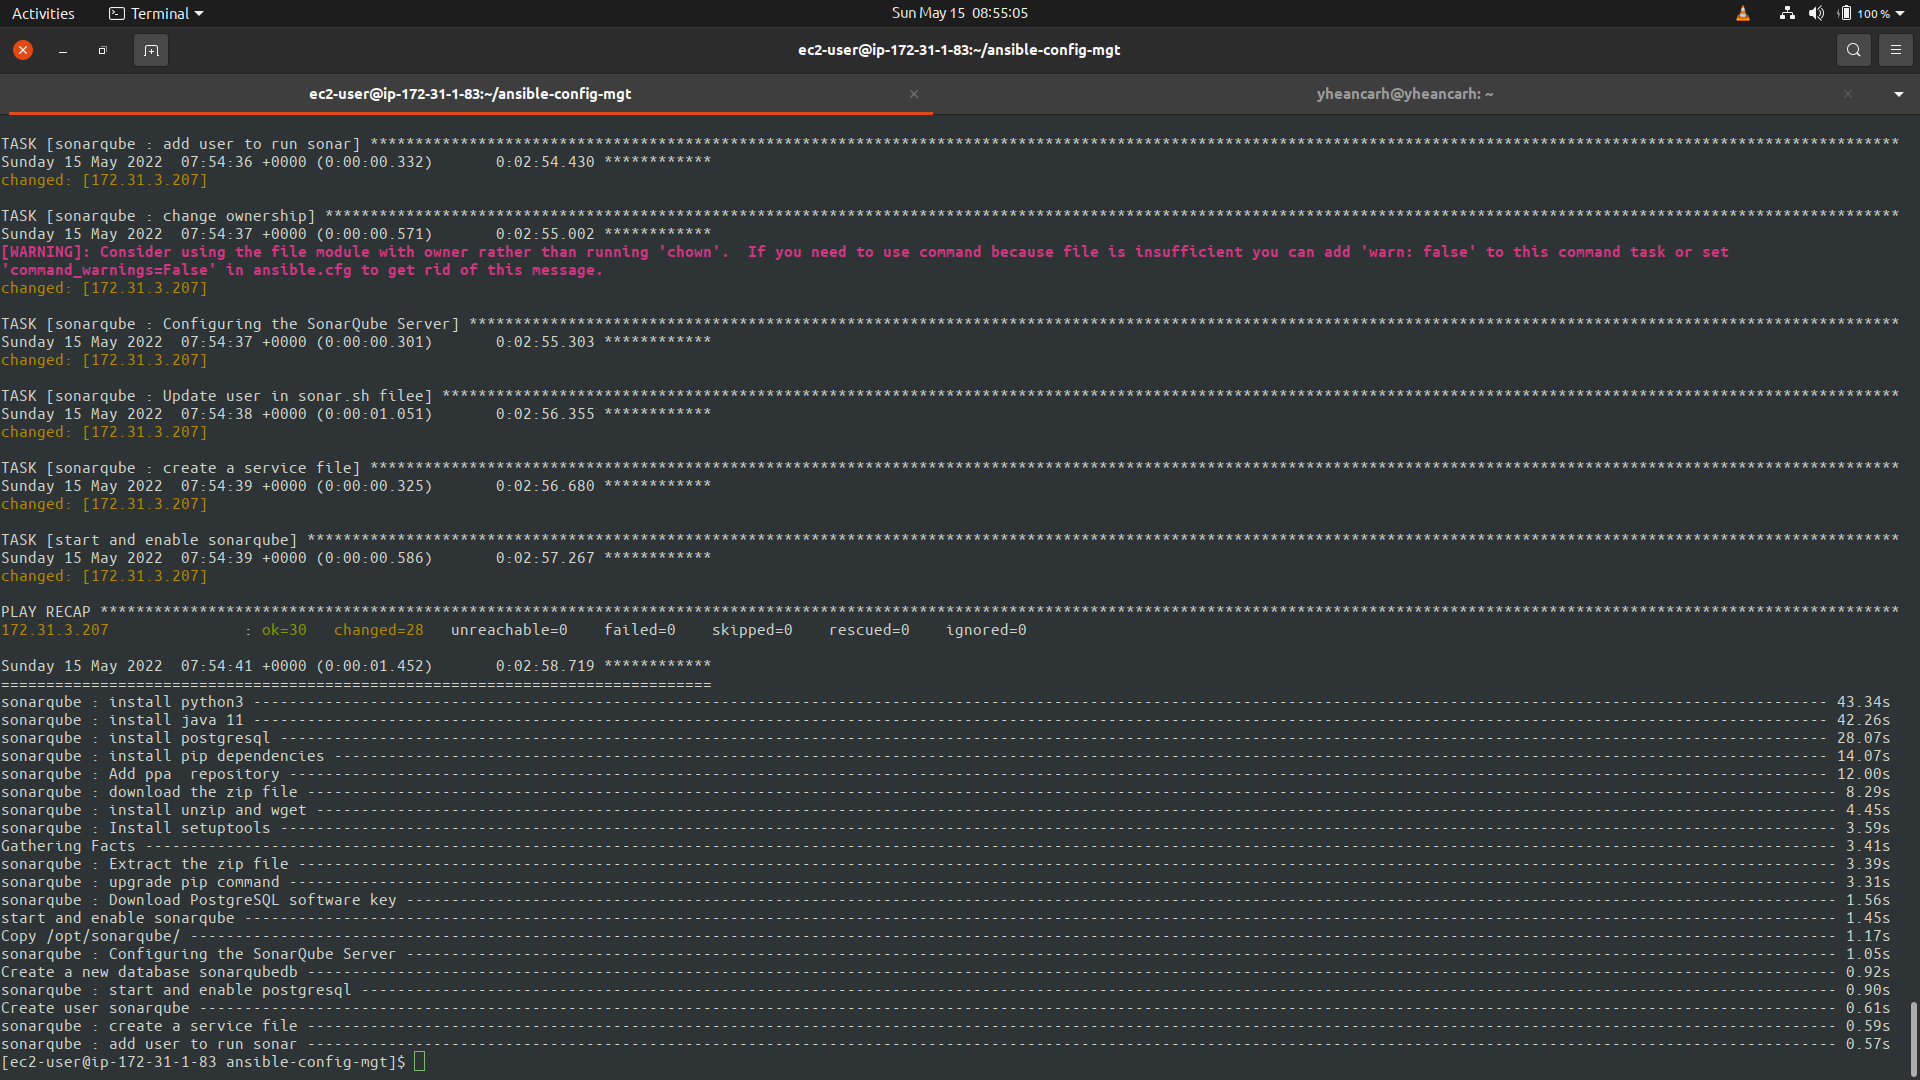 Activities Terminal Sun May 15 08:55:05 100 %
ec2-user@ip-172-31-1-83:~/ansible-config-mgt
ec2-user@ip-172-31-1-83:~/ansible-config-mgt yheancarh@yheancarh: ~
TASK [sonarqube : add user to run sonar] ****************************************************************************
Sunday 15 May 2022  07:54:36 +0000 (0:00:00.332)       0:02:54.430 ************
changed: [172.31.3.207]
TASK [sonarqube : change ownership] ****************************************************************************
Sunday 15 May 2022  07:54:37 +0000 (0:00:00.571)       0:02:55.002 ************
[WARNING]: Consider using the file module with owner rather than running 'chown'.  If you need to use command because file is insufficient you can add 'warn: false' to this command task or set
'command_warnings=False' in ansible.cfg to get rid of this message.
changed: [172.31.3.207]
TASK [sonarqube : Configuring the SonarQube Server] ****************************************************************************
Sunday 15 May 2022  07:54:37 +0000 (0:00:00.301)       0:02:55.303 ************
changed: [172.31.3.207]
TASK [sonarqube : Update user in sonar.sh filee] ****************************************************************************
Sunday 15 May 2022  07:54:38 +0000 (0:00:01.051)       0:02:56.355 ************
changed: [172.31.3.207]
TASK [sonarqube : create a service file] ****************************************************************************
Sunday 15 May 2022  07:54:39 +0000 (0:00:00.325)       0:02:56.680 ************
changed: [172.31.3.207]
TASK [start and enable sonarqube] ****************************************************************************
Sunday 15 May 2022  07:54:39 +0000 (0:00:00.586)       0:02:57.267 ************
changed: [172.31.3.207]
PLAY RECAP ****************************************************************************
172.31.3.207               : ok=30   changed=28   unreachable=0    failed=0    skipped=0    rescued=0    ignored=0
Sunday 15 May 2022  07:54:41 +0000 (0:00:01.452)       0:02:58.719 ************
===============================================================================
sonarqube : install python3 ---------------------------------------- 43.34s
sonarqube : install java 11 ---------------------------------------- 42.26s
sonarqube : install postgresql ---------------------------------------- 28.07s
sonarqube : install pip dependencies ---------------------------------------- 14.07s
sonarqube : Add ppa  repository ---------------------------------------- 12.00s
sonarqube : download the zip file ---------------------------------------- 8.29s
sonarqube : install unzip and wget ---------------------------------------- 4.45s
sonarqube : Install setuptools ---------------------------------------- 3.59s
Gathering Facts ---------------------------------------- 3.41s
sonarqube : Extract the zip file ---------------------------------------- 3.39s
sonarqube : upgrade pip command ---------------------------------------- 3.31s
sonarqube : Download PostgreSQL software key ---------------------------------------- 1.56s
start and enable sonarqube ---------------------------------------- 1.45s
Copy /opt/sonarqube/ ---------------------------------------- 1.17s
sonarqube : Configuring the SonarQube Server ---------------------------------------- 1.05s
Create a new database sonarqubedb ---------------------------------------- 0.92s
sonarqube : start and enable postgresql ---------------------------------------- 0.90s
Create user sonarqube ---------------------------------------- 0.61s
sonarqube : create a service file ---------------------------------------- 0.59s
sonarqube : add user to run sonar ---------------------------------------- 0.57s
[ec2-user@ip-172-31-1-83 ansible-config-mgt]$